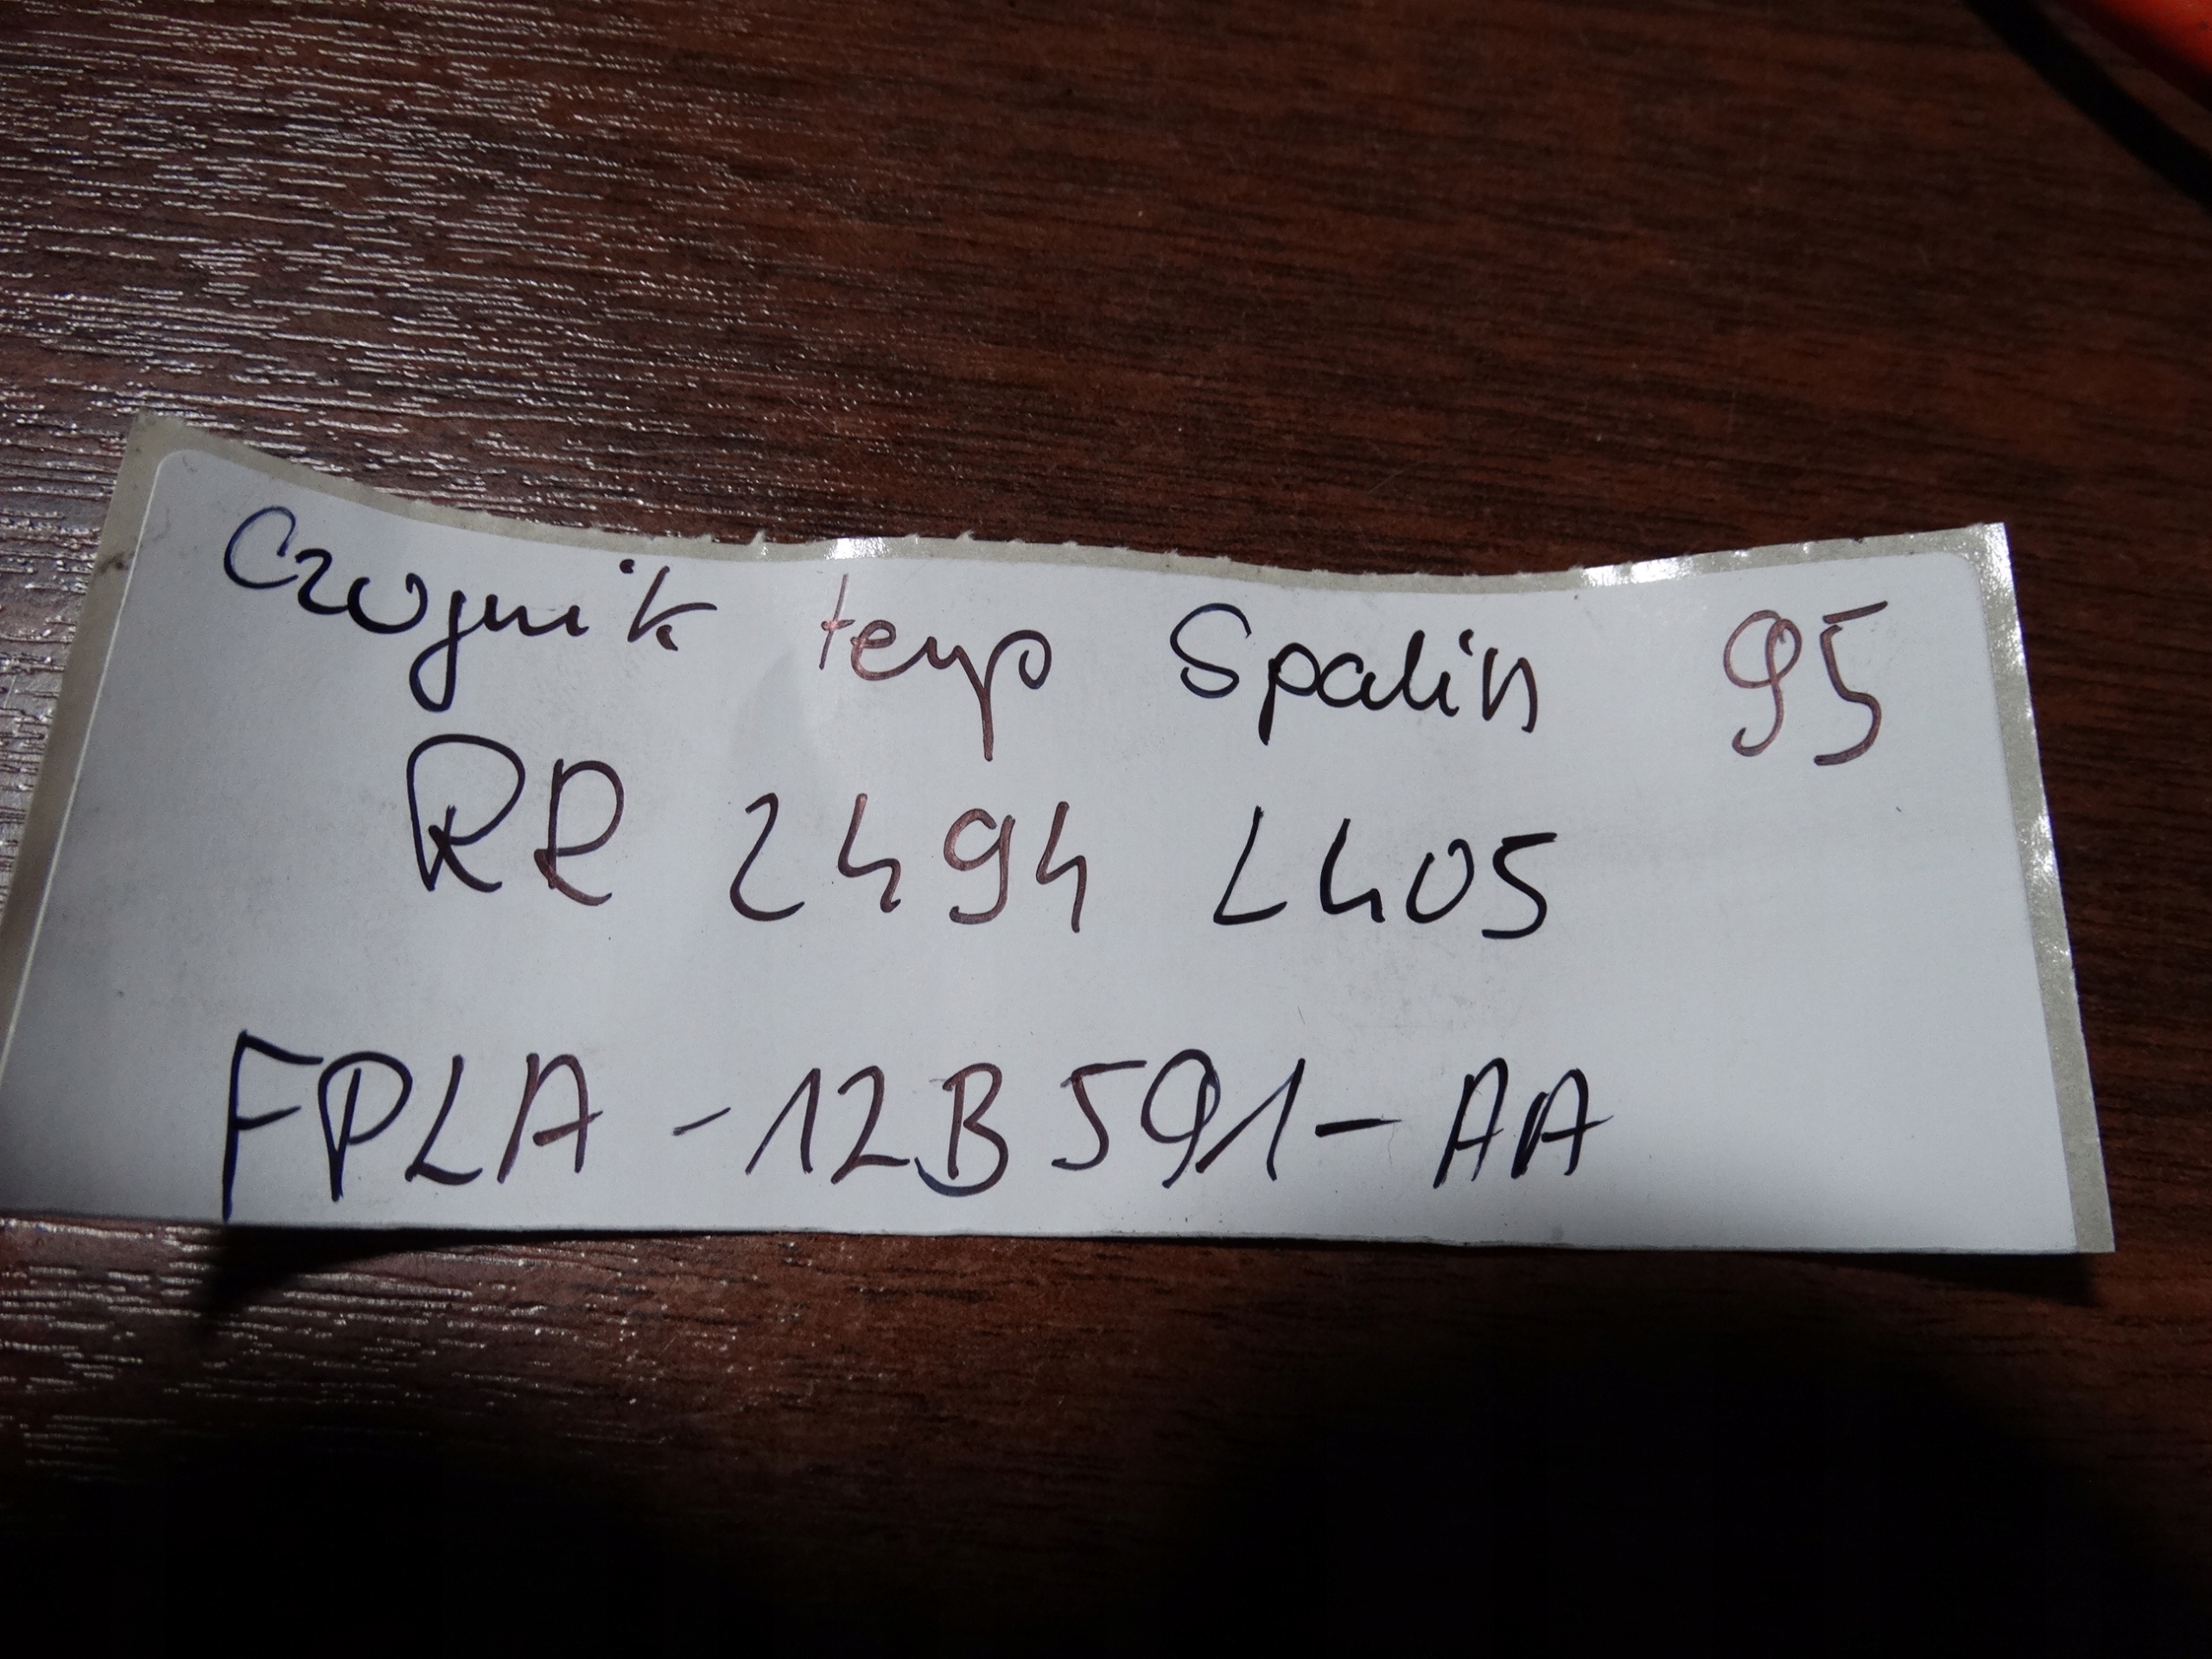 Czujnik temp Spalin 95
RR 2494 L405
FPLA-12B591-AA